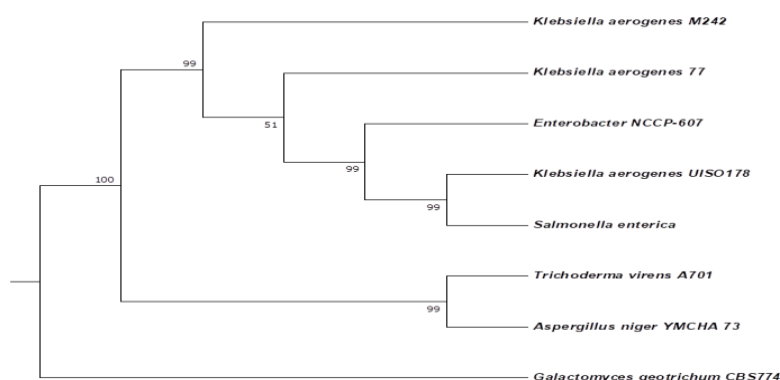 Klebsiella aerogenes M242
99
Klebsiella aerogenes 77
51
Enterobacter NCCP-607
99
Klebsiella aerogenes UISO178
100
99
Salmonella enterica
Trichoderma virens A701
99
Aspergillus niger YMCHA 73
Galactomyces geotrichum CBS774